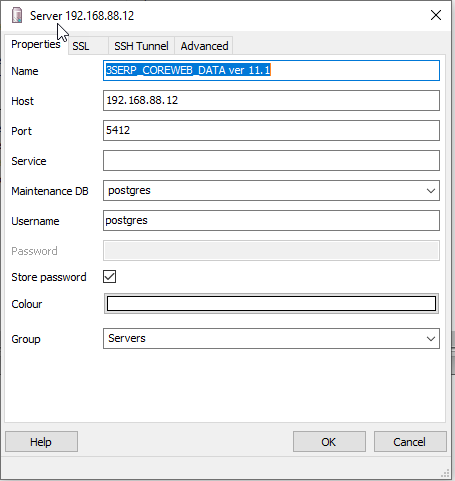 Server 192.168.88.12
Properties SSL SSH Tunnel Advanced
Name 3SERP_COREWEB_DATA ver 11.1
Host 192.168.88.12
Port 5412
Service
Maintenance DB postgres
Username postgres
Password
Store password
Colour
Group Servers
Help OK Cancel